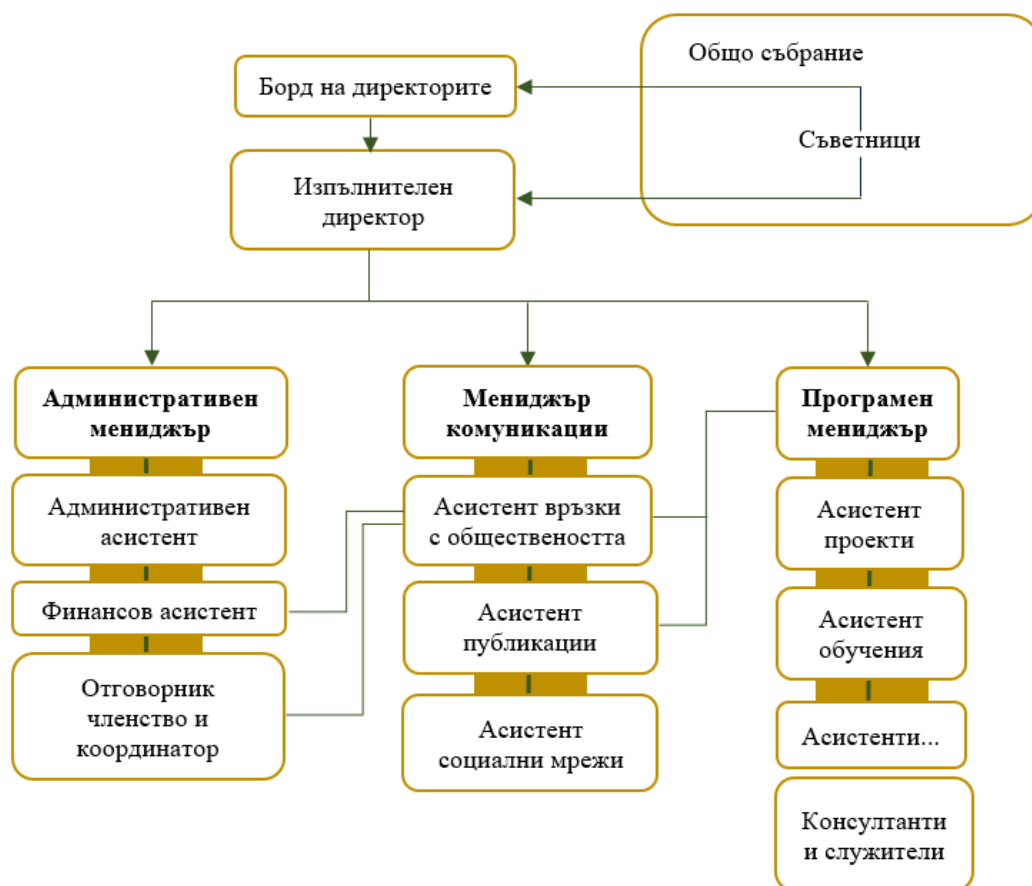 Общо събрание
Борд на директорите
Съветници
Изпълнителен
директор
Административен
мениджър
Мениджър
комуникации
Програмен
мениджър
Административен
асистент
Асистент връзки
с обществеността
Асистент
проекти
Финансов асистент
Асистент
публикации
Асистент
обучения
Отговорник
членство и
координатор
Асистент
социални мрежи
Асистенти...
Консултанти
и служители